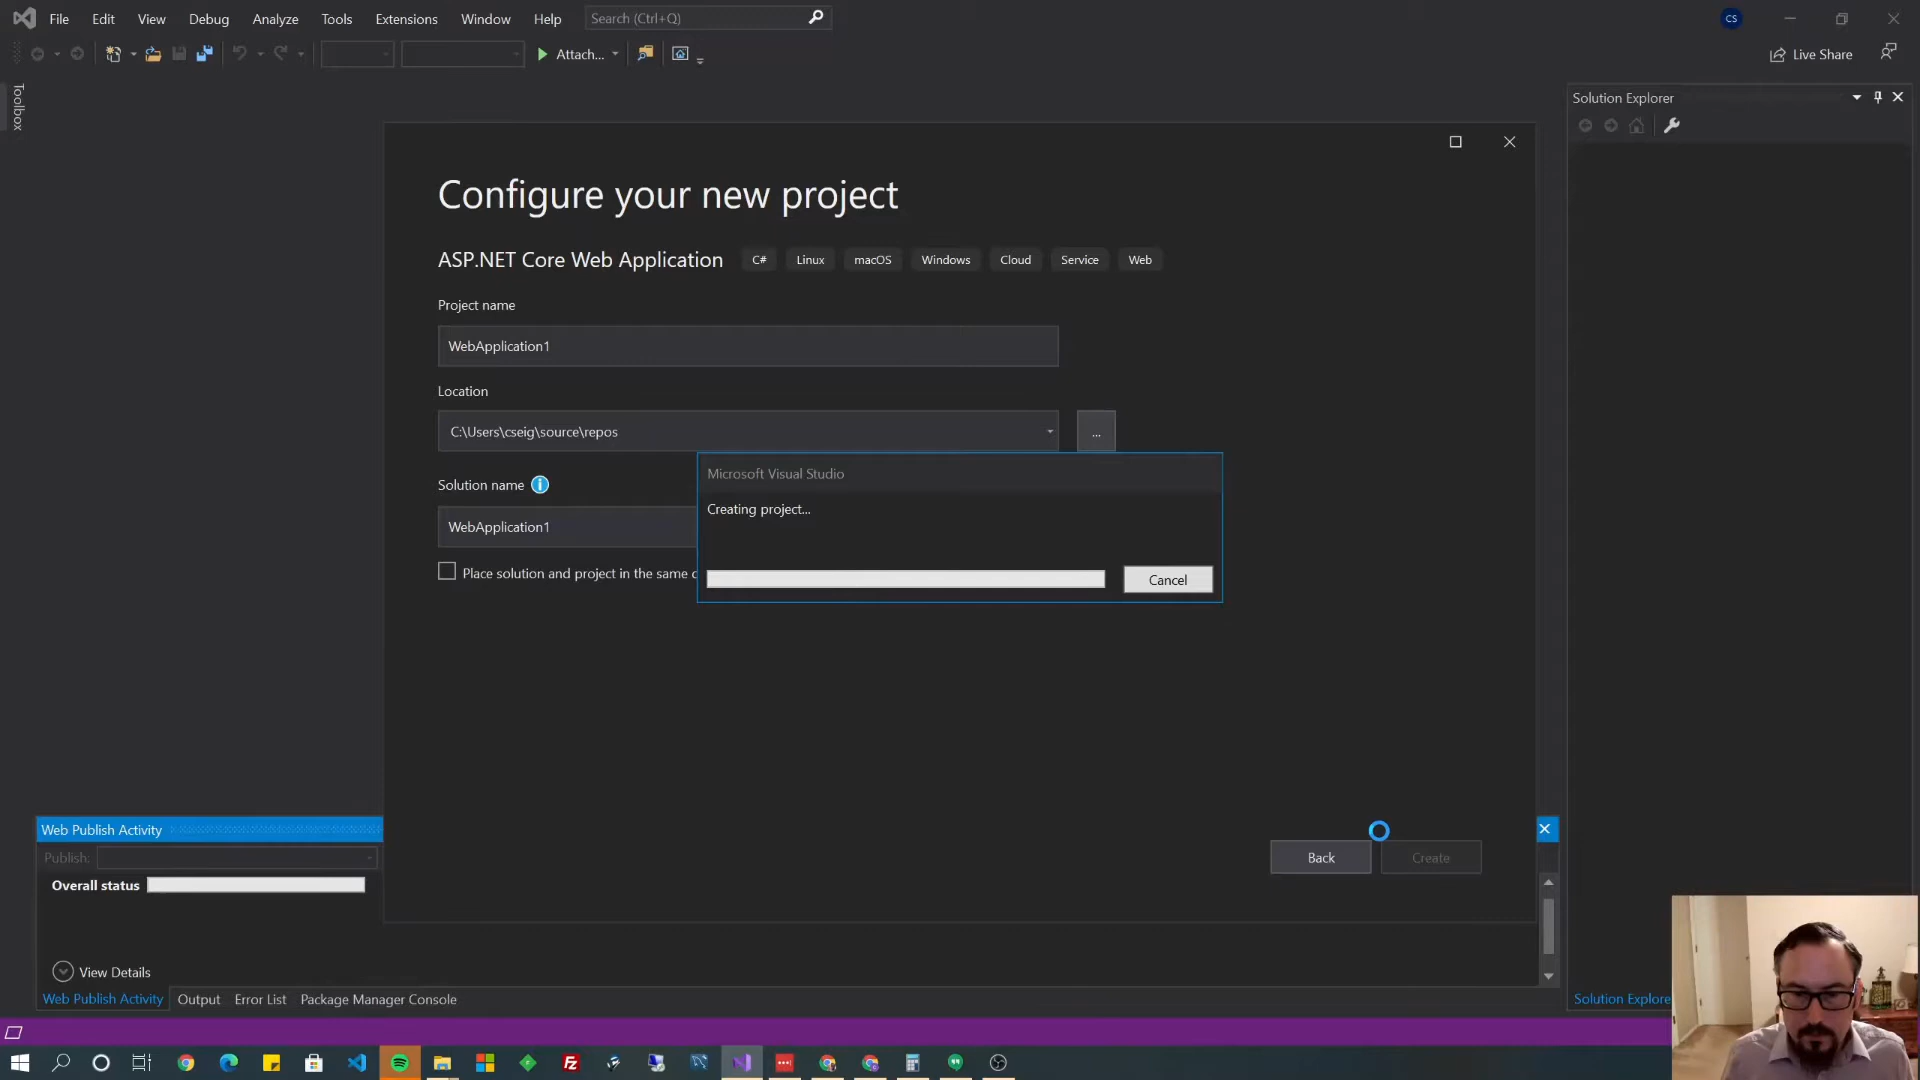 File Edit View Debug Analyze Tools Extensions Window Help Search (Ctrl+Q) CS
Attach... Live Share
Toolbox
Solution Explorer
Configure your new project
ASP.NET Core Web Application C# Linux macOS Windows Cloud Service Web
Project name
WebApplication1
Location
C:\Users\cseig\source\repos
...
Solution name
WebApplication1
Place solution and project in the same
Microsoft Visual Studio
Creating project...
Cancel
Back Create
Web Publish Activity
Publish:
Overall status
View Details
Web Publish Activity Output Error List Package Manager Console
Solution Explore